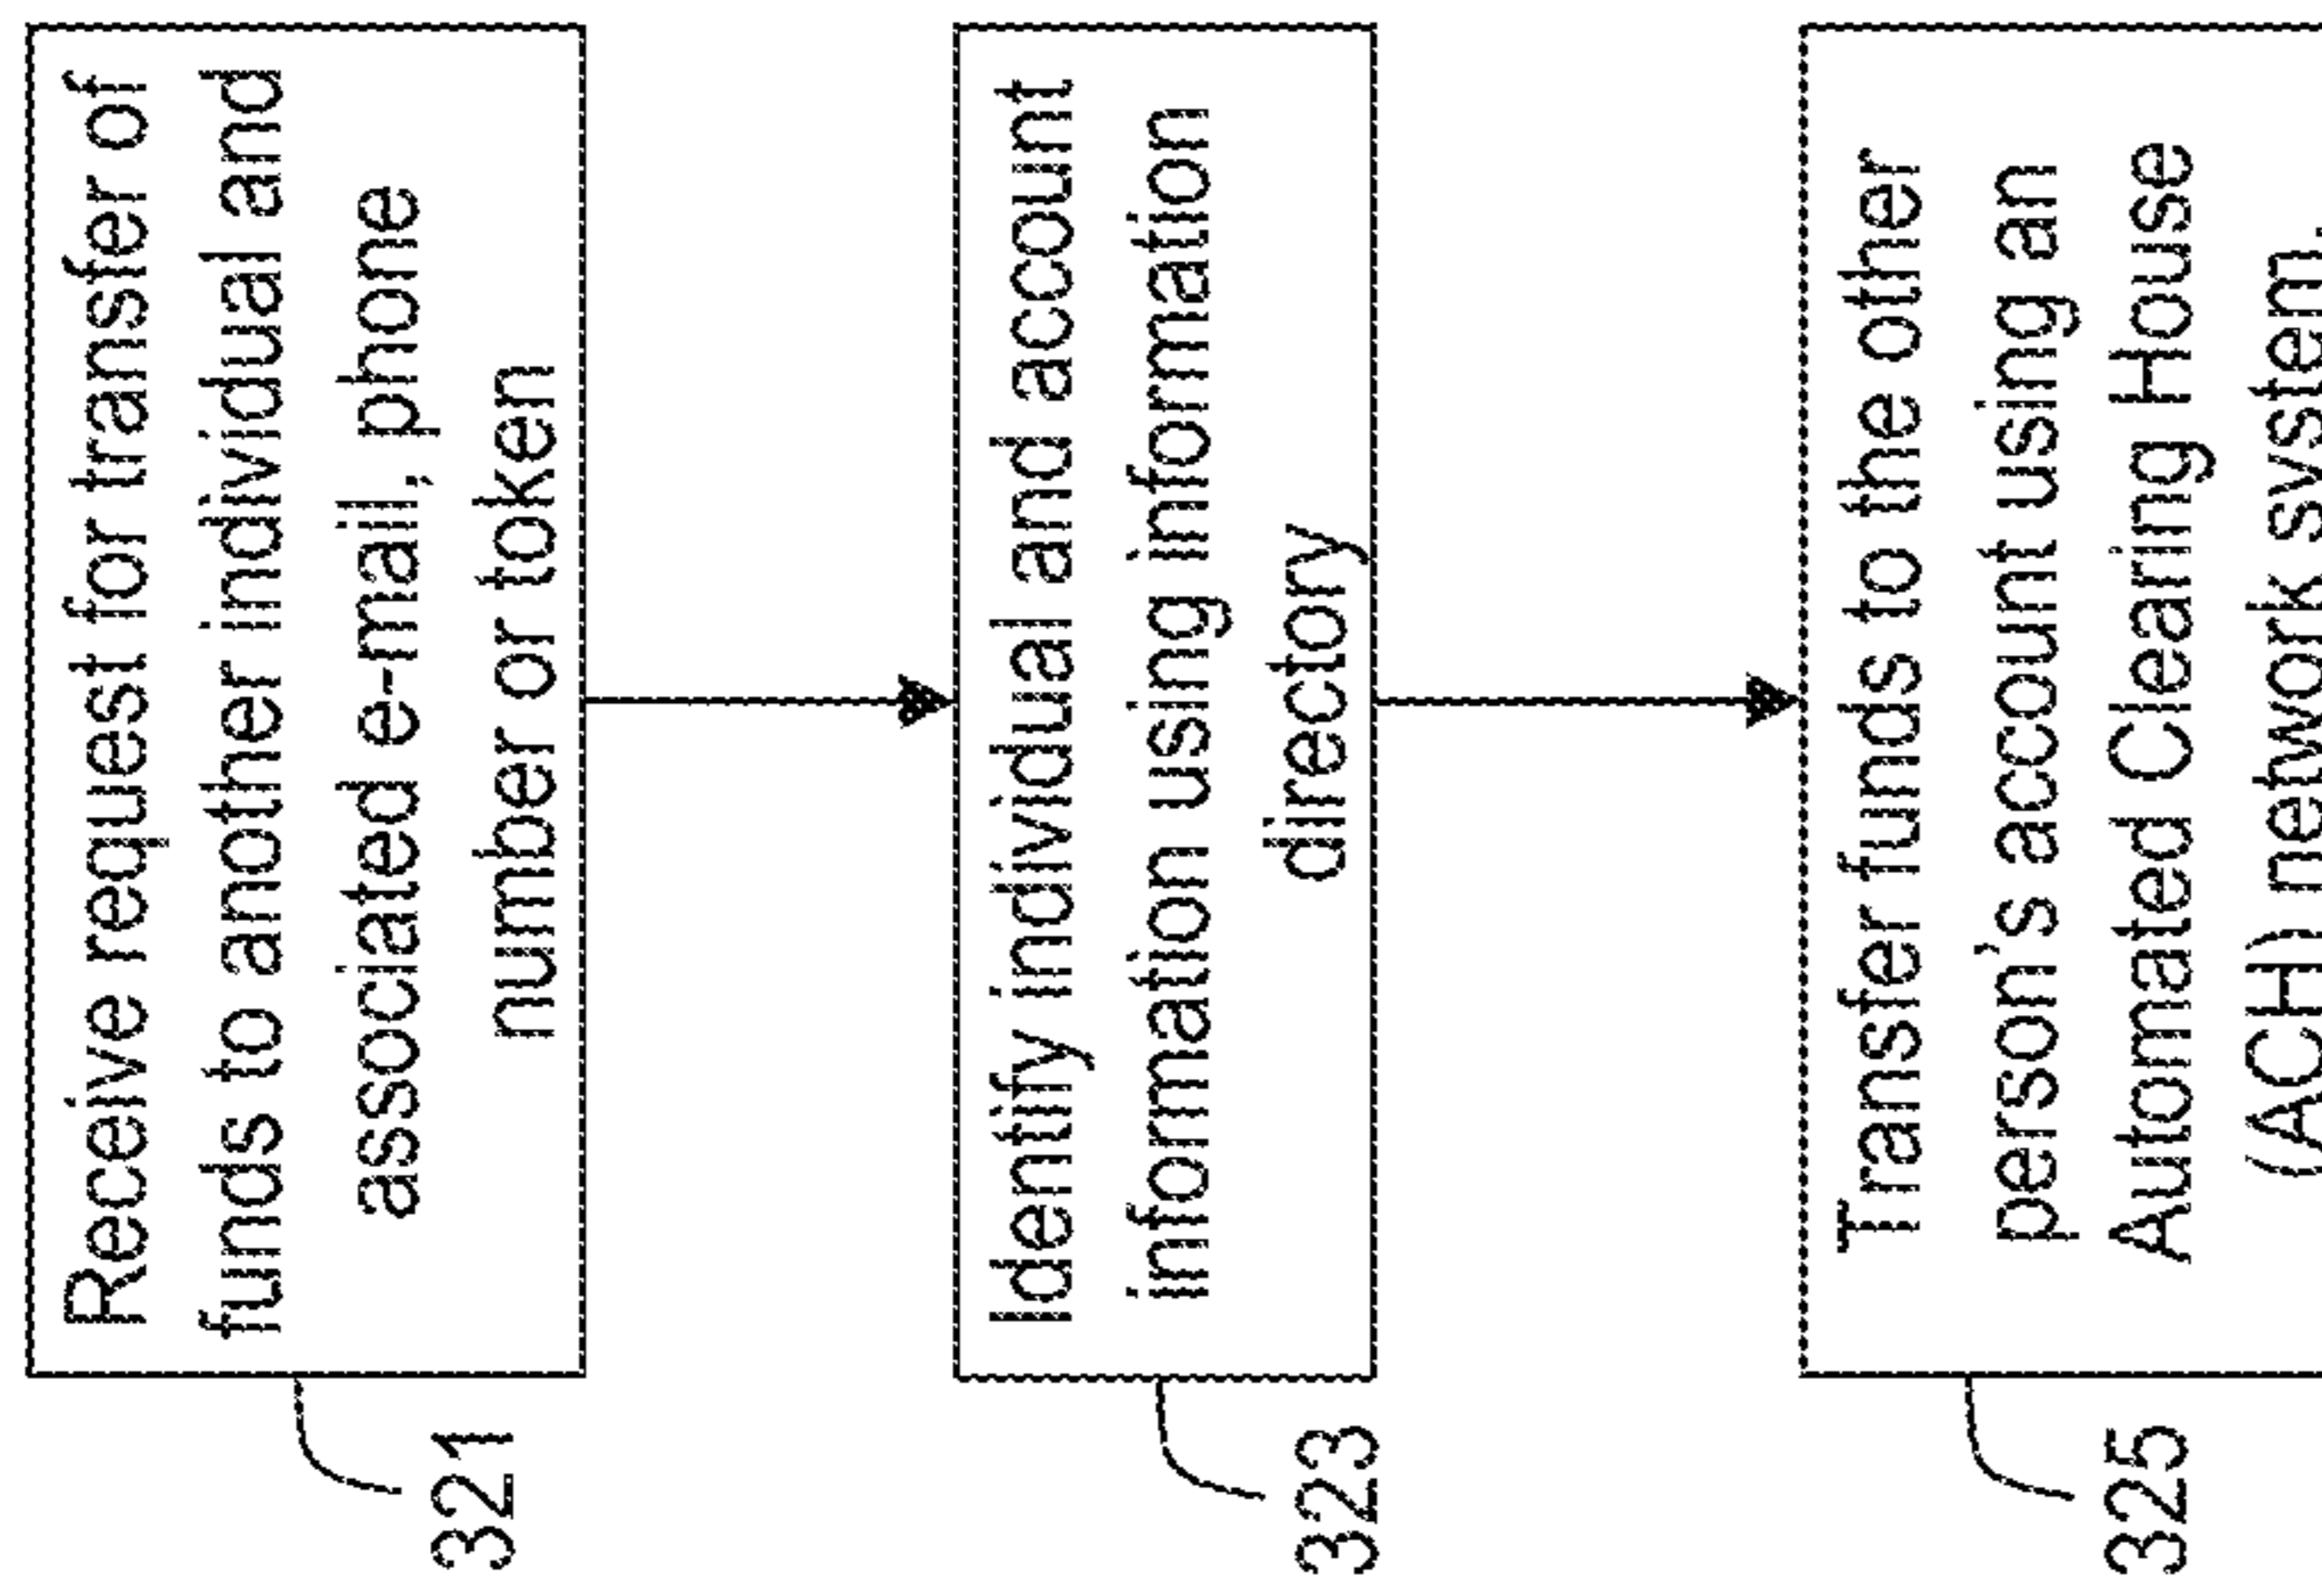 Receive request for transfer of
funds to another individual and
associated e-mail, phone
number or token
321
Identify individual and account
information using information
directory
323
Transfer funds to the other
person's account using an
Automated Clearing House
(ACH) network system.
325